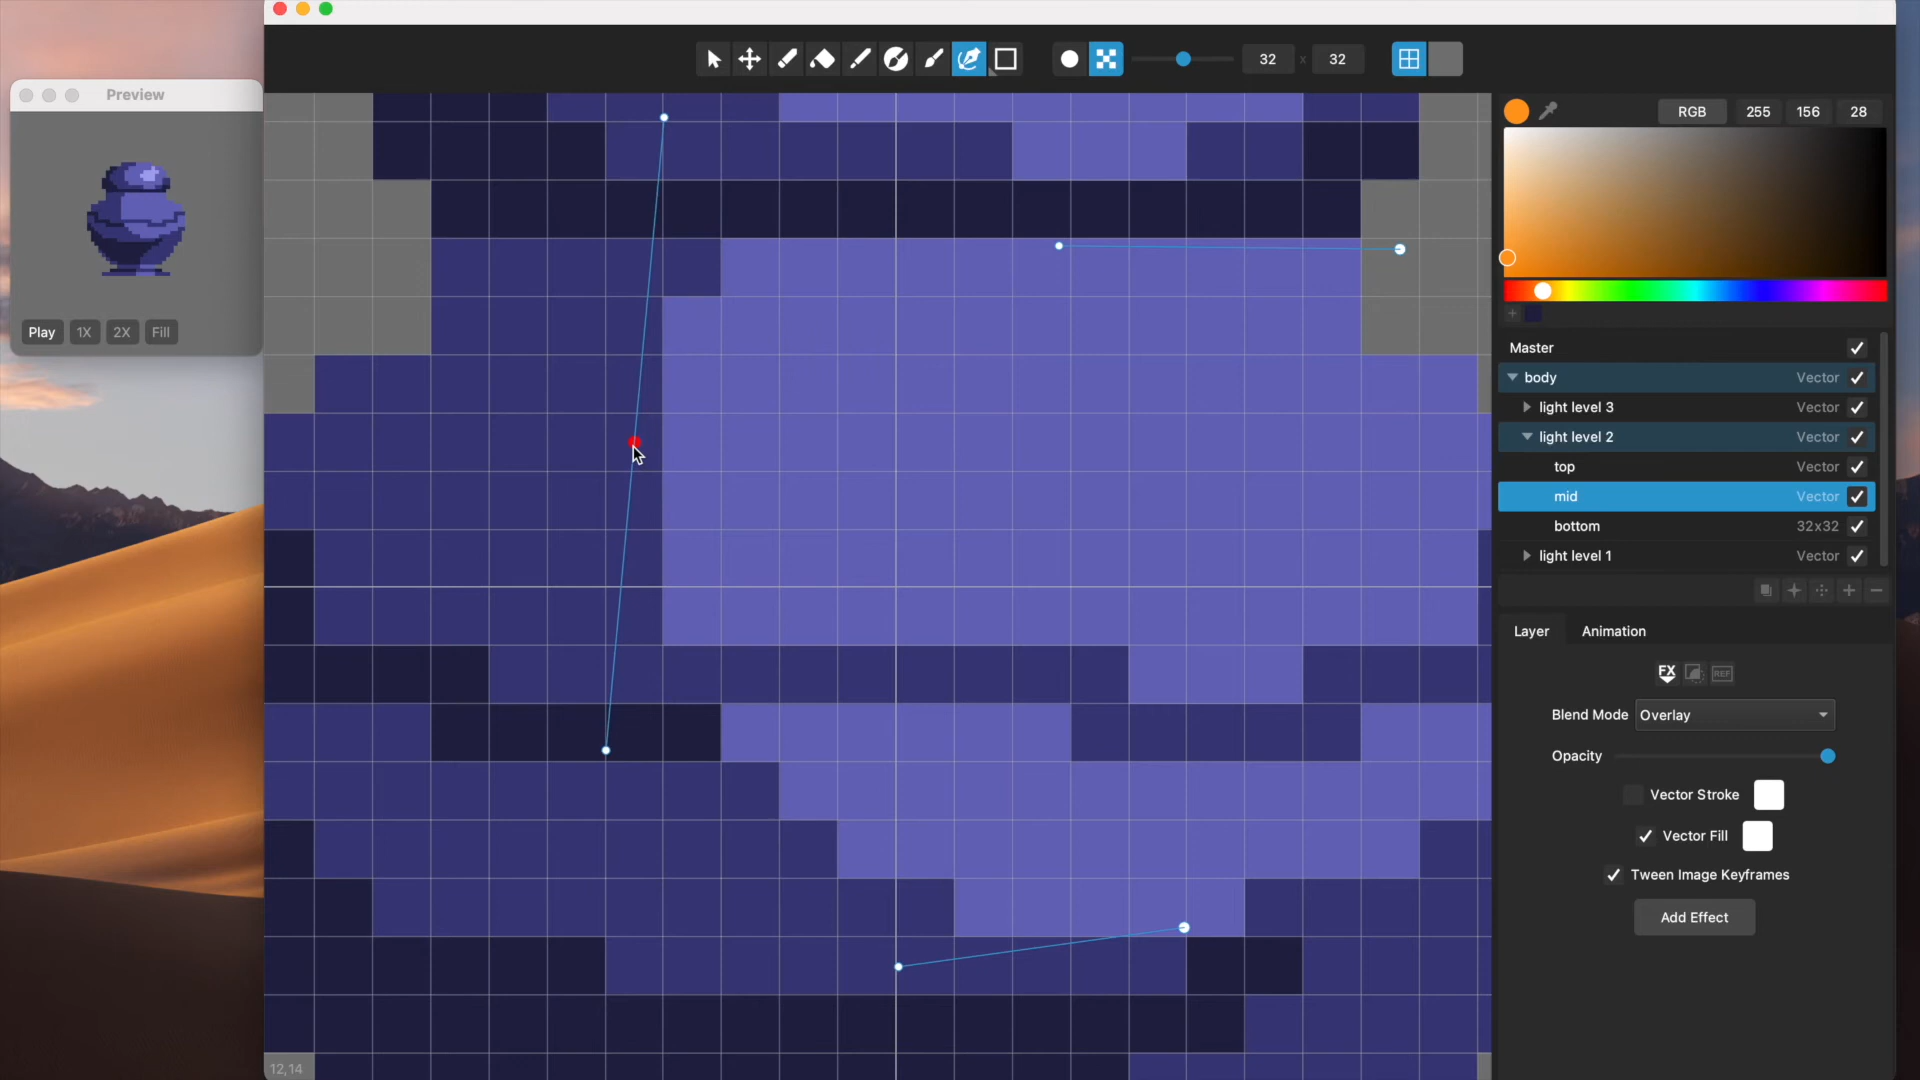 32 x 32
Preview
RGB 255 156 28
Play 1X 2X Fill
Master
body Vector
light level 3 Vector
light level 2 Vector
top Vector
mid Vector
bottom 32x32
light level 1 Vector
Layer Animation
FX REF
Blend Mode Overlay
Opacity
Vector Stroke
Vector Fill
Tween Image Keyframes
Add Effect
12,14